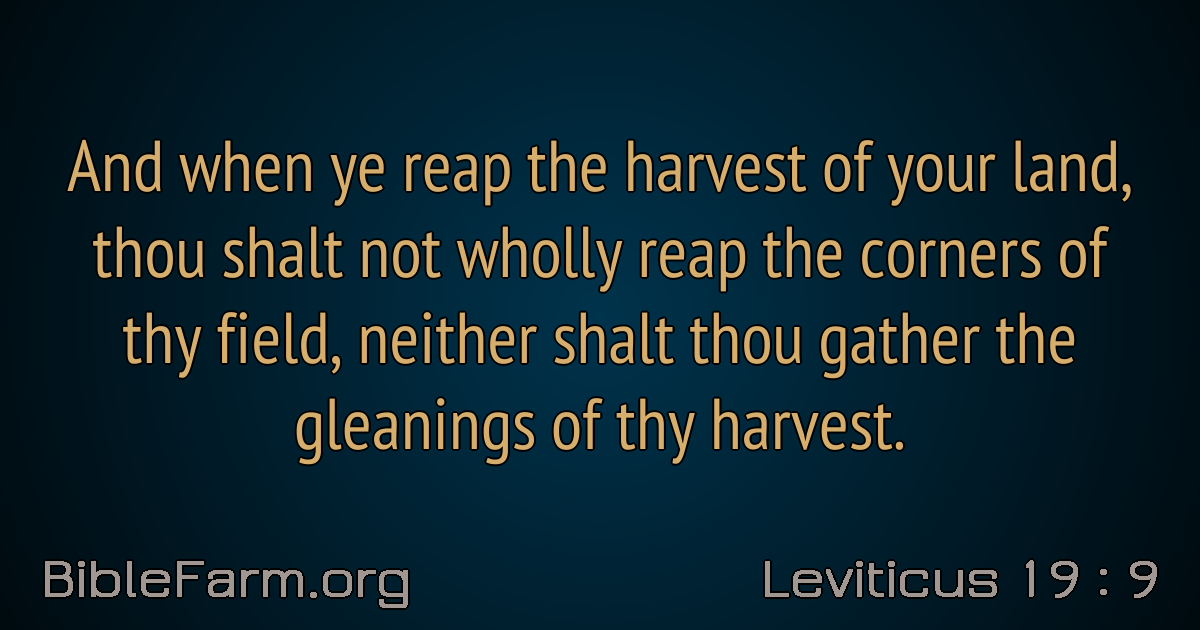 And when ye reap the harvest of your land,
thou shalt not wholly reap the corners of
thy field, neither shalt thou gather the
gleanings of thy harvest.
BibleFarm.org
Leviticus 19 : 9